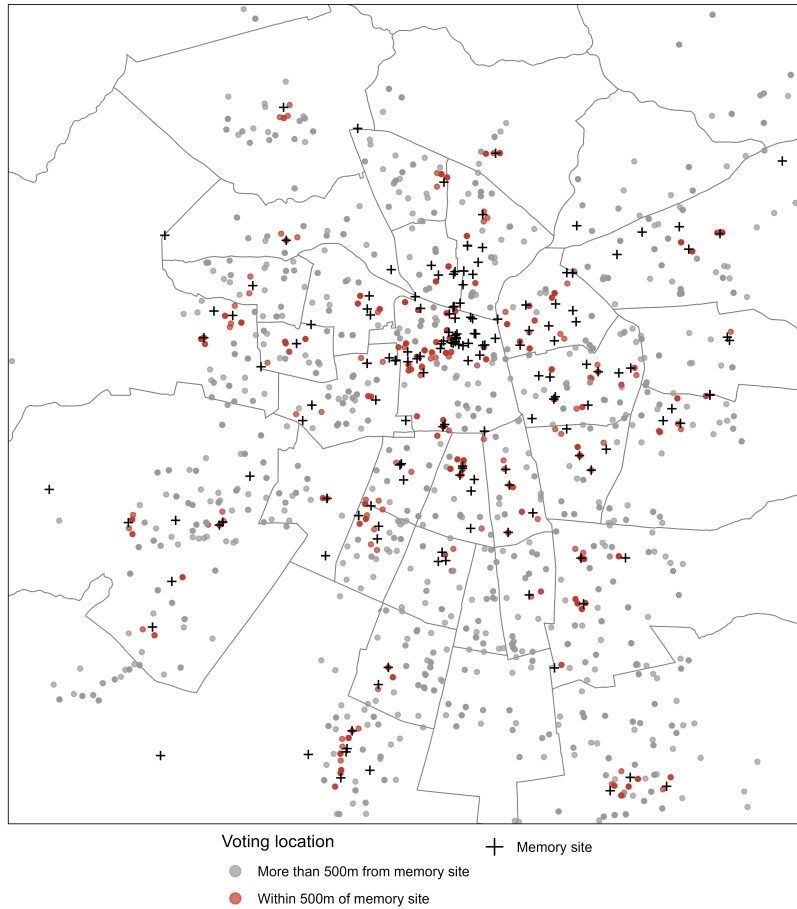 Voting location
Memory site
More than 500m from memory site
Within 500m of memory site